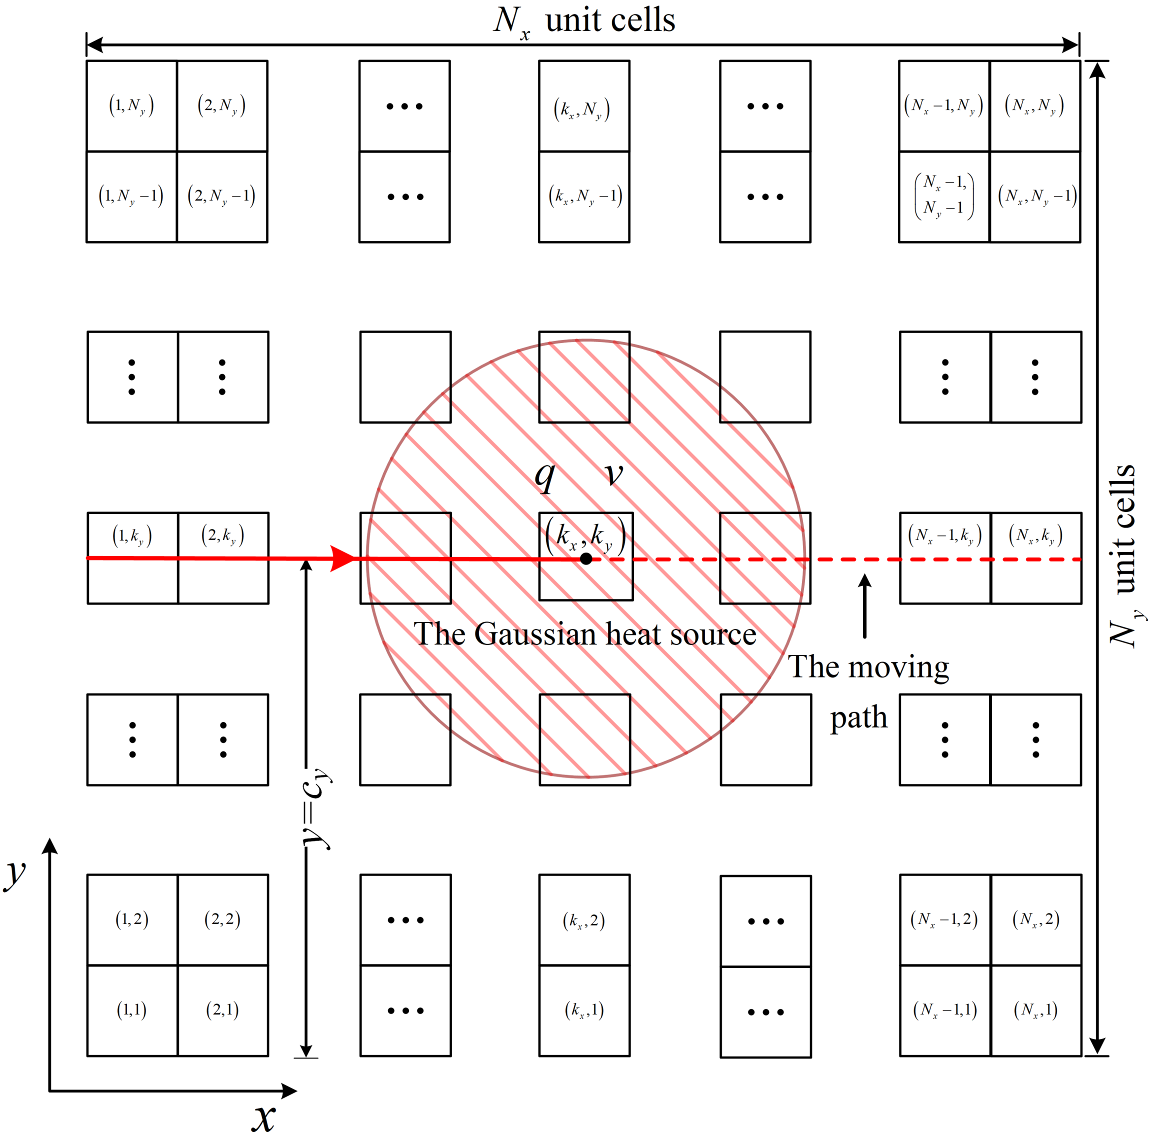 N_x unit cells
(1,N_y) (2,N_y) ••• (k_x,N_y) ••• (N_x−1,N_y) (N_x,N_y)
(1,N_y−1) (2,N_y−1) ••• (k_x,N_y−1) ••• (N_x−1, N_y−1) (N_x,N_y−1)
q v
(1,k_y) (2,k_y) (k_x,k_y) (N_x−1,k_y) (N_x,k_y)
N_y unit cells
The Gaussian heat source
The moving
path
y=c_y
y
(1,2) (2,2) ••• (k_x,2) ••• (N_x−1,2) (N_x,2)
(1,1) (2,1) ••• (k_x,1) ••• (N_x−1,1) (N_x,1)
x